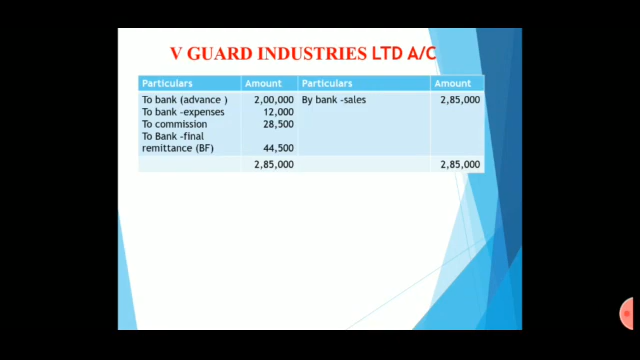 V GUARD INDUSTRIES LTD A/C
Particulars Amount Particulars Amount
To bank (advance ) 2,00,000 By bank -sales 2,85,000
To bank -expenses 12,000
To commission 28,500
To Bank -final
remittance (BF) 44,500
2,85,000 2,85,000